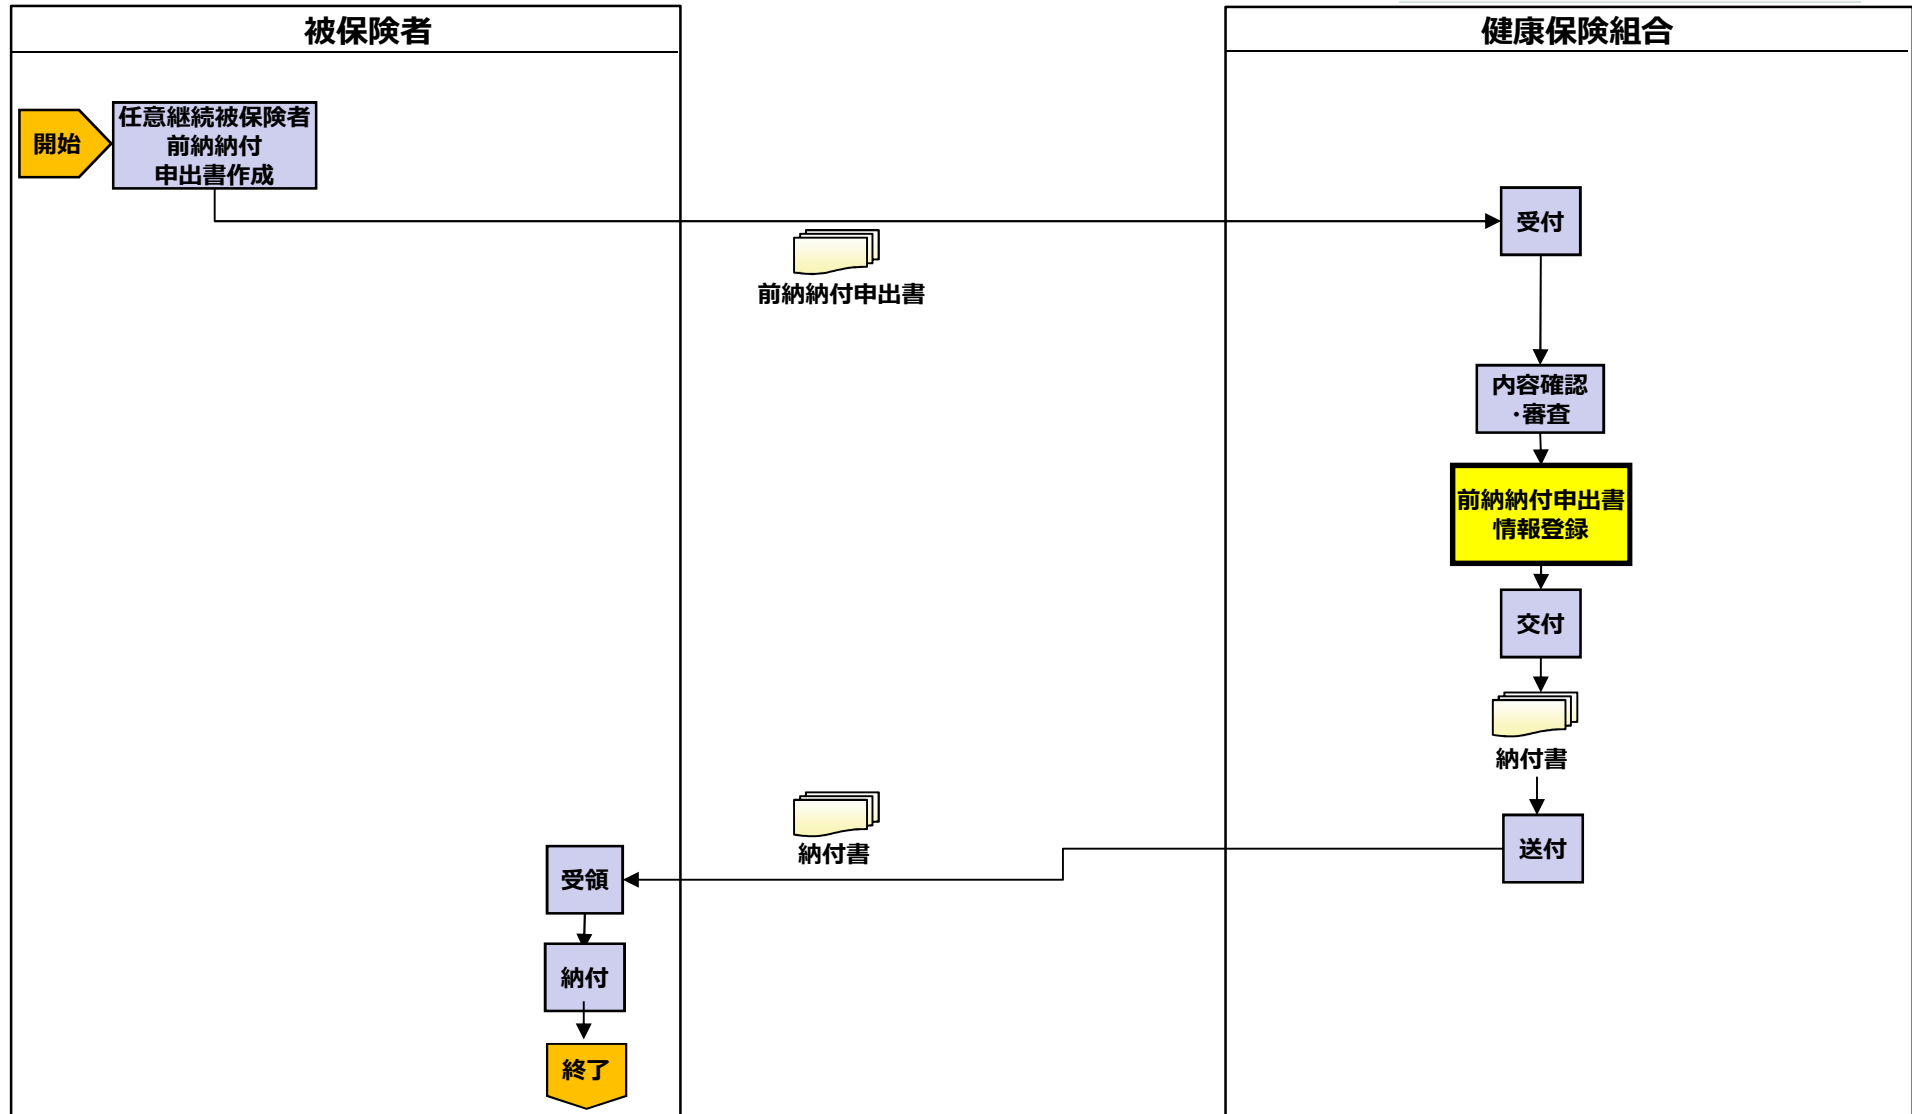 被保険者
健康保険組合
開始
任意継続被保険者
前納納付
申出書作成
受付
前納納付申出書
内容確認
・審査
前納納付申出書
情報登録
交付
納付書
納付書
送付
受領
納付
終了